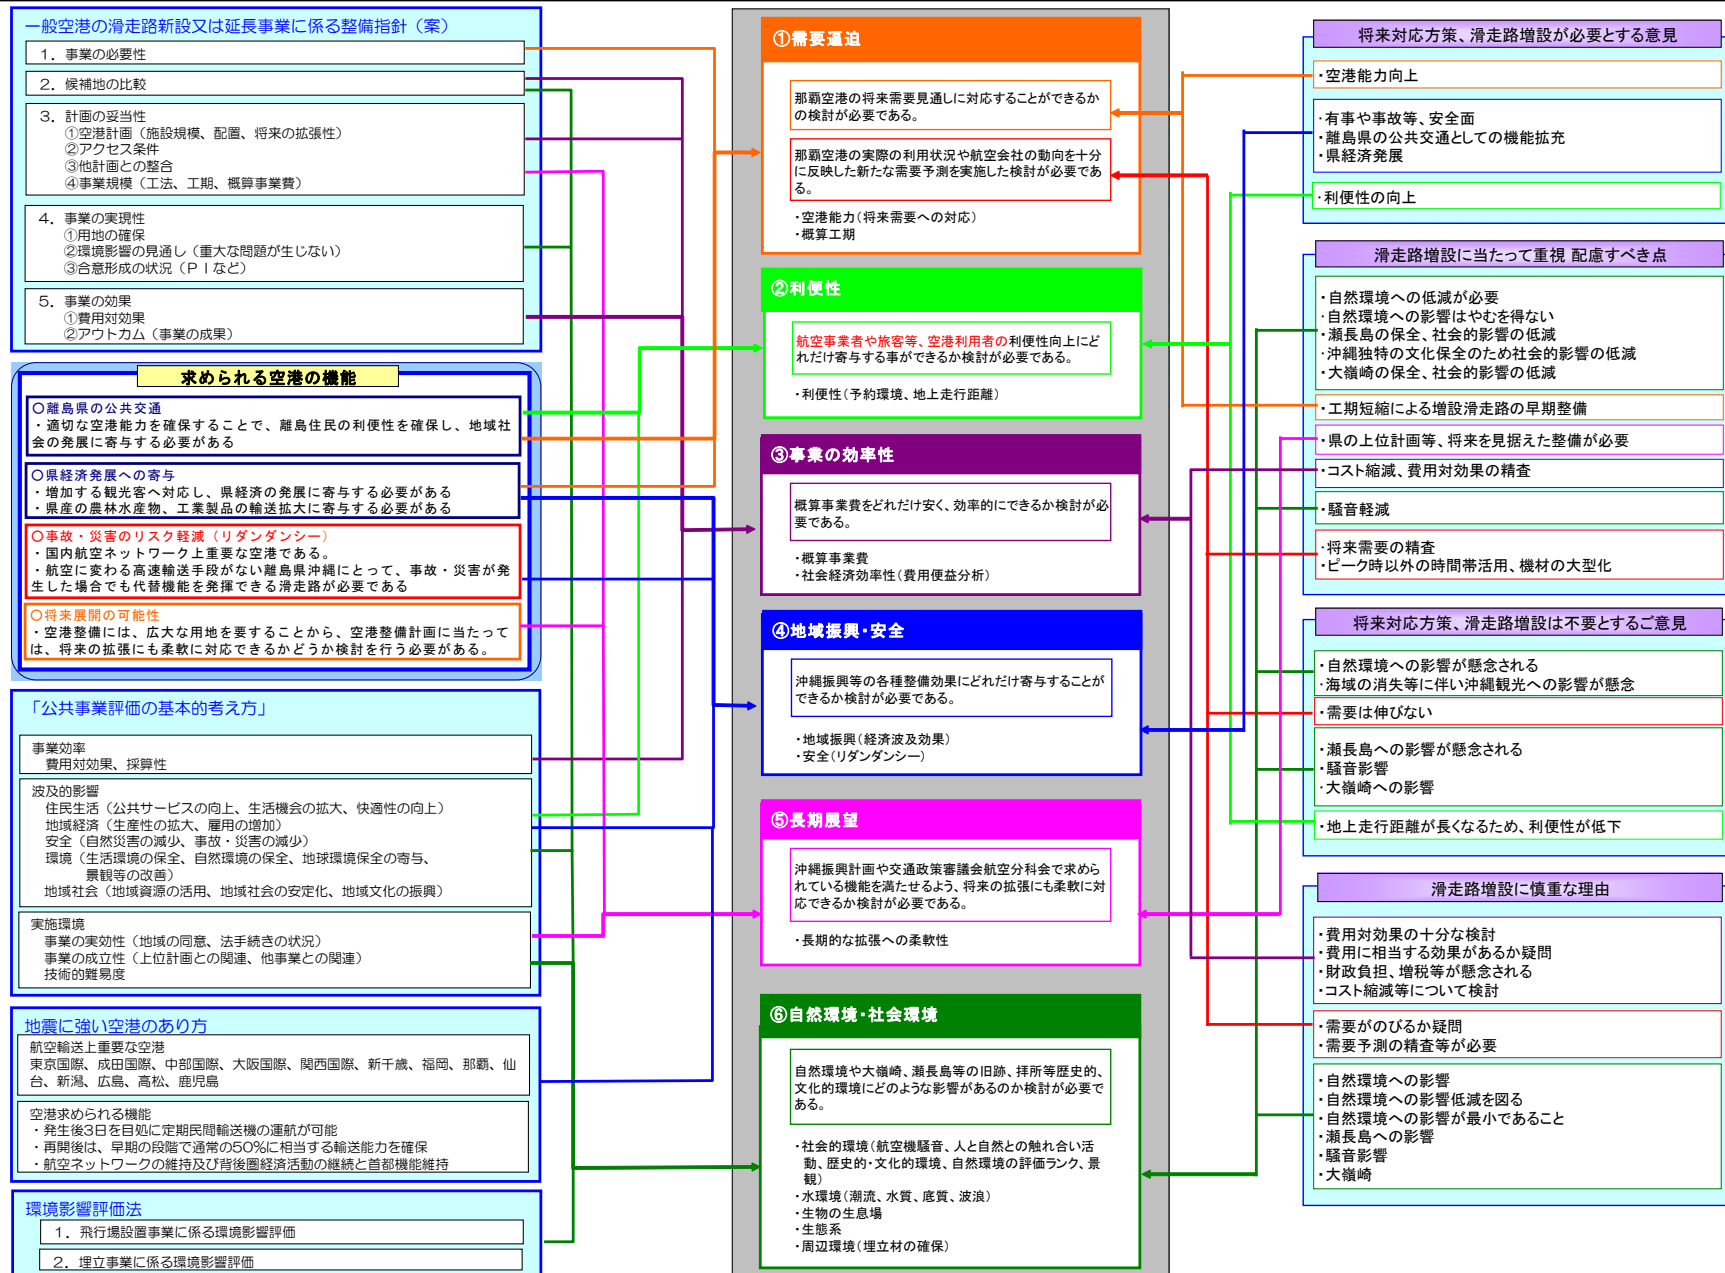 一般空港の滑走路新設又は延長事業に係る整備指針（案）
１．事業の必要性
２．候補地の比較
３．計画の妥当性
①空港計画（施設規模、配置、将来の拡張性）
②アクセス条件
③他計画との整合
④事業規模（工法、工期、概算事業費）
４．事業の実現性
①用地の確保
②環境影響の見通し（重大な問題が生じない）
③合意形成の状況（ＰＩなど）
５．事業の効果
①費用対効果
②アウトカム（事業の成果）
求められる空港の機能
○離島県の公共交通
・適切な空港能力を確保することで、離島住民の利便性を確保し、地域社
会の発展に寄与する必要がある
○県経済発展への寄与
・増加する観光客へ対応し、県経済の発展に寄与する必要がある
・県産の農林水産物、工業製品の輸送拡大に寄与する必要がある
○事故・災害のリスク軽減（リダンダンシー）
・国内航空ネットワーク上重要な空港である。
・航空に変わる高速輸送手段がない離島県沖縄にとって、事故・災害が発
生した場合でも代替機能を発揮できる滑走路が必要である
○将来展開の可能性
・空港整備には、広大な用地を要することから、空港整備計画に当たって
は、将来の拡張にも柔軟に対応できるかどうか検討を行う必要がある。
「公共事業評価の基本的考え方」
事業効率
費用対効果、採算性
波及的影響
住民生活（公共サービスの向上、生活機会の拡大、快適性の向上）
地域経済（生産性の拡大、雇用の増加）
安全（自然災害の減少、事故・災害の減少）
環境（生活環境の保全、自然環境の保全、地球環境保全の寄与、
景観等の改善）
地域社会（地域資源の活用、地域社会の安定化、地域文化の振興）
実施環境
事業の実効性（地域の同意、法手続きの状況）
事業の成立性（上位計画との関連、他事業との関連）
技術的難易度
地震に強い空港のあり方
航空輸送上重要な空港
東京国際、成田国際、中部国際、大阪国際、関西国際、新千歳、福岡、那覇、仙
台、新潟、広島、高松、鹿児島
空港求められる機能
・発生後3日を目処に定期民間輸送機の運航が可能
・再開後は、早期の段階で通常の50%に相当する輸送能力を確保
・航空ネットワークの維持及び背後圏経済活動の継続と首都機能維持
環境影響評価法
１．飛行場設置事業に係る環境影響評価
２．埋立事業に係る環境影響評価
①需要逼迫
那覇空港の将来需要見通しに対応することができるか
の検討が必要である。
那覇空港の実際の利用状況や航空会社の動向を十分
に反映した新たな需要予測を実施した検討が必要であ
る。
・空港能力（将来需要への対応）
・概算工期
②利便性
航空事業者や旅客等、空港利用者の利便性向上にど
れだけ寄与する事ができるか検討が必要である。
・利便性（予約環境、地上走行距離）
③事業の効率性
概算事業費をどれだけ安く、効率的にできるか検討が必
要である。
・概算事業費
・社会経済効率性（費用便益分析）
④地域振興・安全
沖縄振興等の各種整備効果にどれだけ寄与することが
できるか検討が必要である。
・地域振興（経済波及効果）
・安全（リダンダンシー）
⑤長期展望
沖縄振興計画や交通政策審議会航空分科会で求めら
れている機能を満たせるよう、将来の拡張にも柔軟に対
応できるか検討が必要である。
・長期的な拡張への柔軟性
⑥自然環境・社会環境
自然環境や大嶺崎、瀬長島等の旧跡、拝所等歴史的、
文化的環境にどのような影響があるのか検討が必要で
ある。
・社会的環境（航空機騒音、人と自然との触れ合い活
動、歴史的・文化的環境、自然環境の評価ランク、景
観）
・水環境（潮流、水質、底質、波浪）
・生物の生息場
・生態系
・周辺環境（埋立材の確保）
将来対応方策、滑走路増設が必要とする意見
・空港能力向上
・有事や事故等、安全面
・離島県の公共交通としての機能拡充
・県経済発展
・利便性の向上
滑走路増設に当たって重視 配慮すべき点
・自然環境への低減が必要
・自然環境への影響はやむを得ない
・瀬長島の保全、社会的影響の低減
・沖縄独特の文化保全のため社会的影響の低減
・大嶺崎の保全、社会的影響の低減
・工期短縮による増設滑走路の早期整備
・県の上位計画等、将来を見据えた整備が必要
・コスト縮減、費用対効果の精査
・騒音軽減
・将来需要の精査
・ピーク時以外の時間帯活用、機材の大型化
将来対応方策、滑走路増設は不要とするご意見
・自然環境への影響が懸念される
・海域の消失等に伴い沖縄観光への影響が懸念
・需要は伸びない
・瀬長島への影響が懸念される
・騒音影響
・大嶺崎への影響
・地上走行距離が長くなるため、利便性が低下
滑走路増設に慎重な理由
・費用対効果の十分な検討
・費用に相当する効果があるか疑問
・財政負担、増税等が懸念される
・コスト縮減等について検討
・需要がのびるか疑問
・需要予測の精査等が必要
・自然環境への影響
・自然環境への影響低減を図る
・自然環境への影響が最小であること
・瀬長島への影響
・騒音影響
・大嶺崎